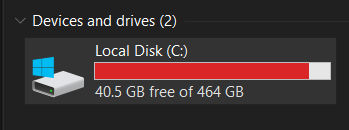 Devices and drives (2)
Local Disk (C:)
40.5 GB free of 464 GB